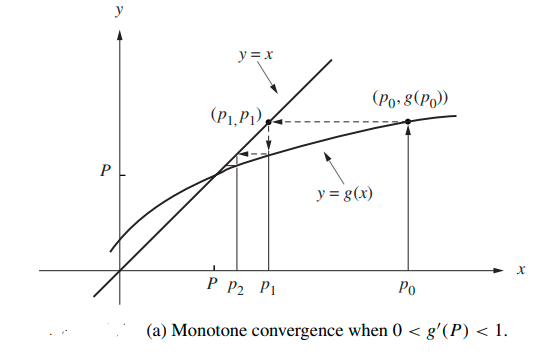 y
y = x
(p₀, g(p₀))
(p₁, p₁)
P
y = g(x)
x
P p₂ p₁ p₀
(a) Monotone convergence when 0 < g′(P) < 1.